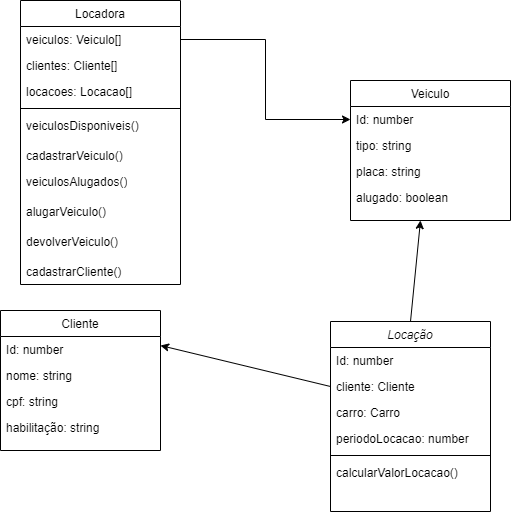 Locadora
veiculos: Veiculo[]
clientes: Cliente[]
locacoes: Locacao[]
veiculosDisponiveis()
cadastrarVeiculo()
veiculosAlugados()
alugarVeiculo()
devolverVeiculo()
cadastrarCliente()
Veiculo
Id: number
tipo: string
placa: string
alugado: boolean
Cliente
Id: number
nome: string
cpf: string
habilitação: string
Locação
Id: number
cliente: Cliente
carro: Carro
periodoLocacao: number
calcularValorLocacao()